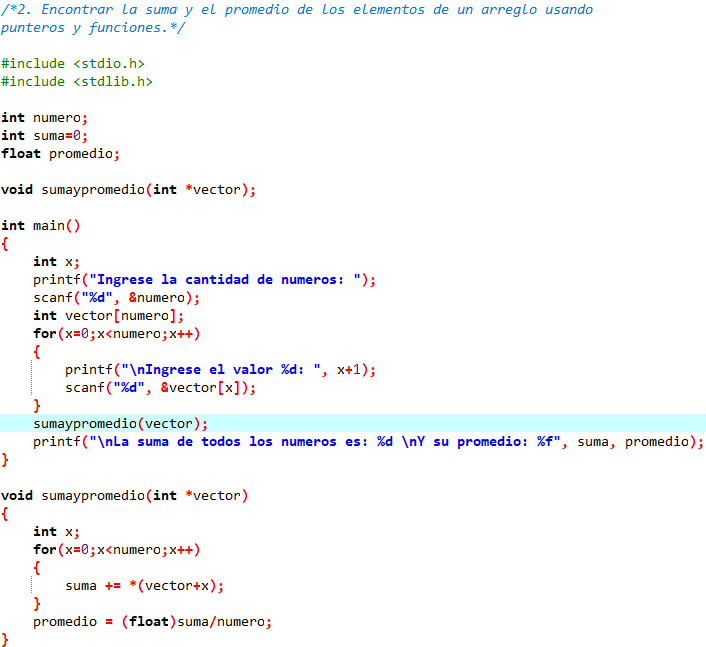 /*2. Encontrar la suma y el promedio de los elementos de un arreglo usando
punteros y funciones.*/

#include <stdio.h>
#include <stdlib.h>

int numero;
int suma=0;
float promedio;

void sumaypromedio(int *vector);

int main()
{
    int x;
    printf("Ingrese la cantidad de numeros: ");
    scanf("%d", &numero);
    int vector[numero];
    for(x=0;x<numero;x++)
    {
        printf("\nIngrese el valor %d: ", x+1);
        scanf("%d", &vector[x]);
    }
    sumaypromedio(vector);
    printf("\nLa suma de todos los numeros es: %d \nY su promedio: %f", suma, promedio);
}

void sumaypromedio(int *vector)
{
    int x;
    for(x=0;x<numero;x++)
    {
        suma += *(vector+x);
    }
    promedio = (float)suma/numero;
}